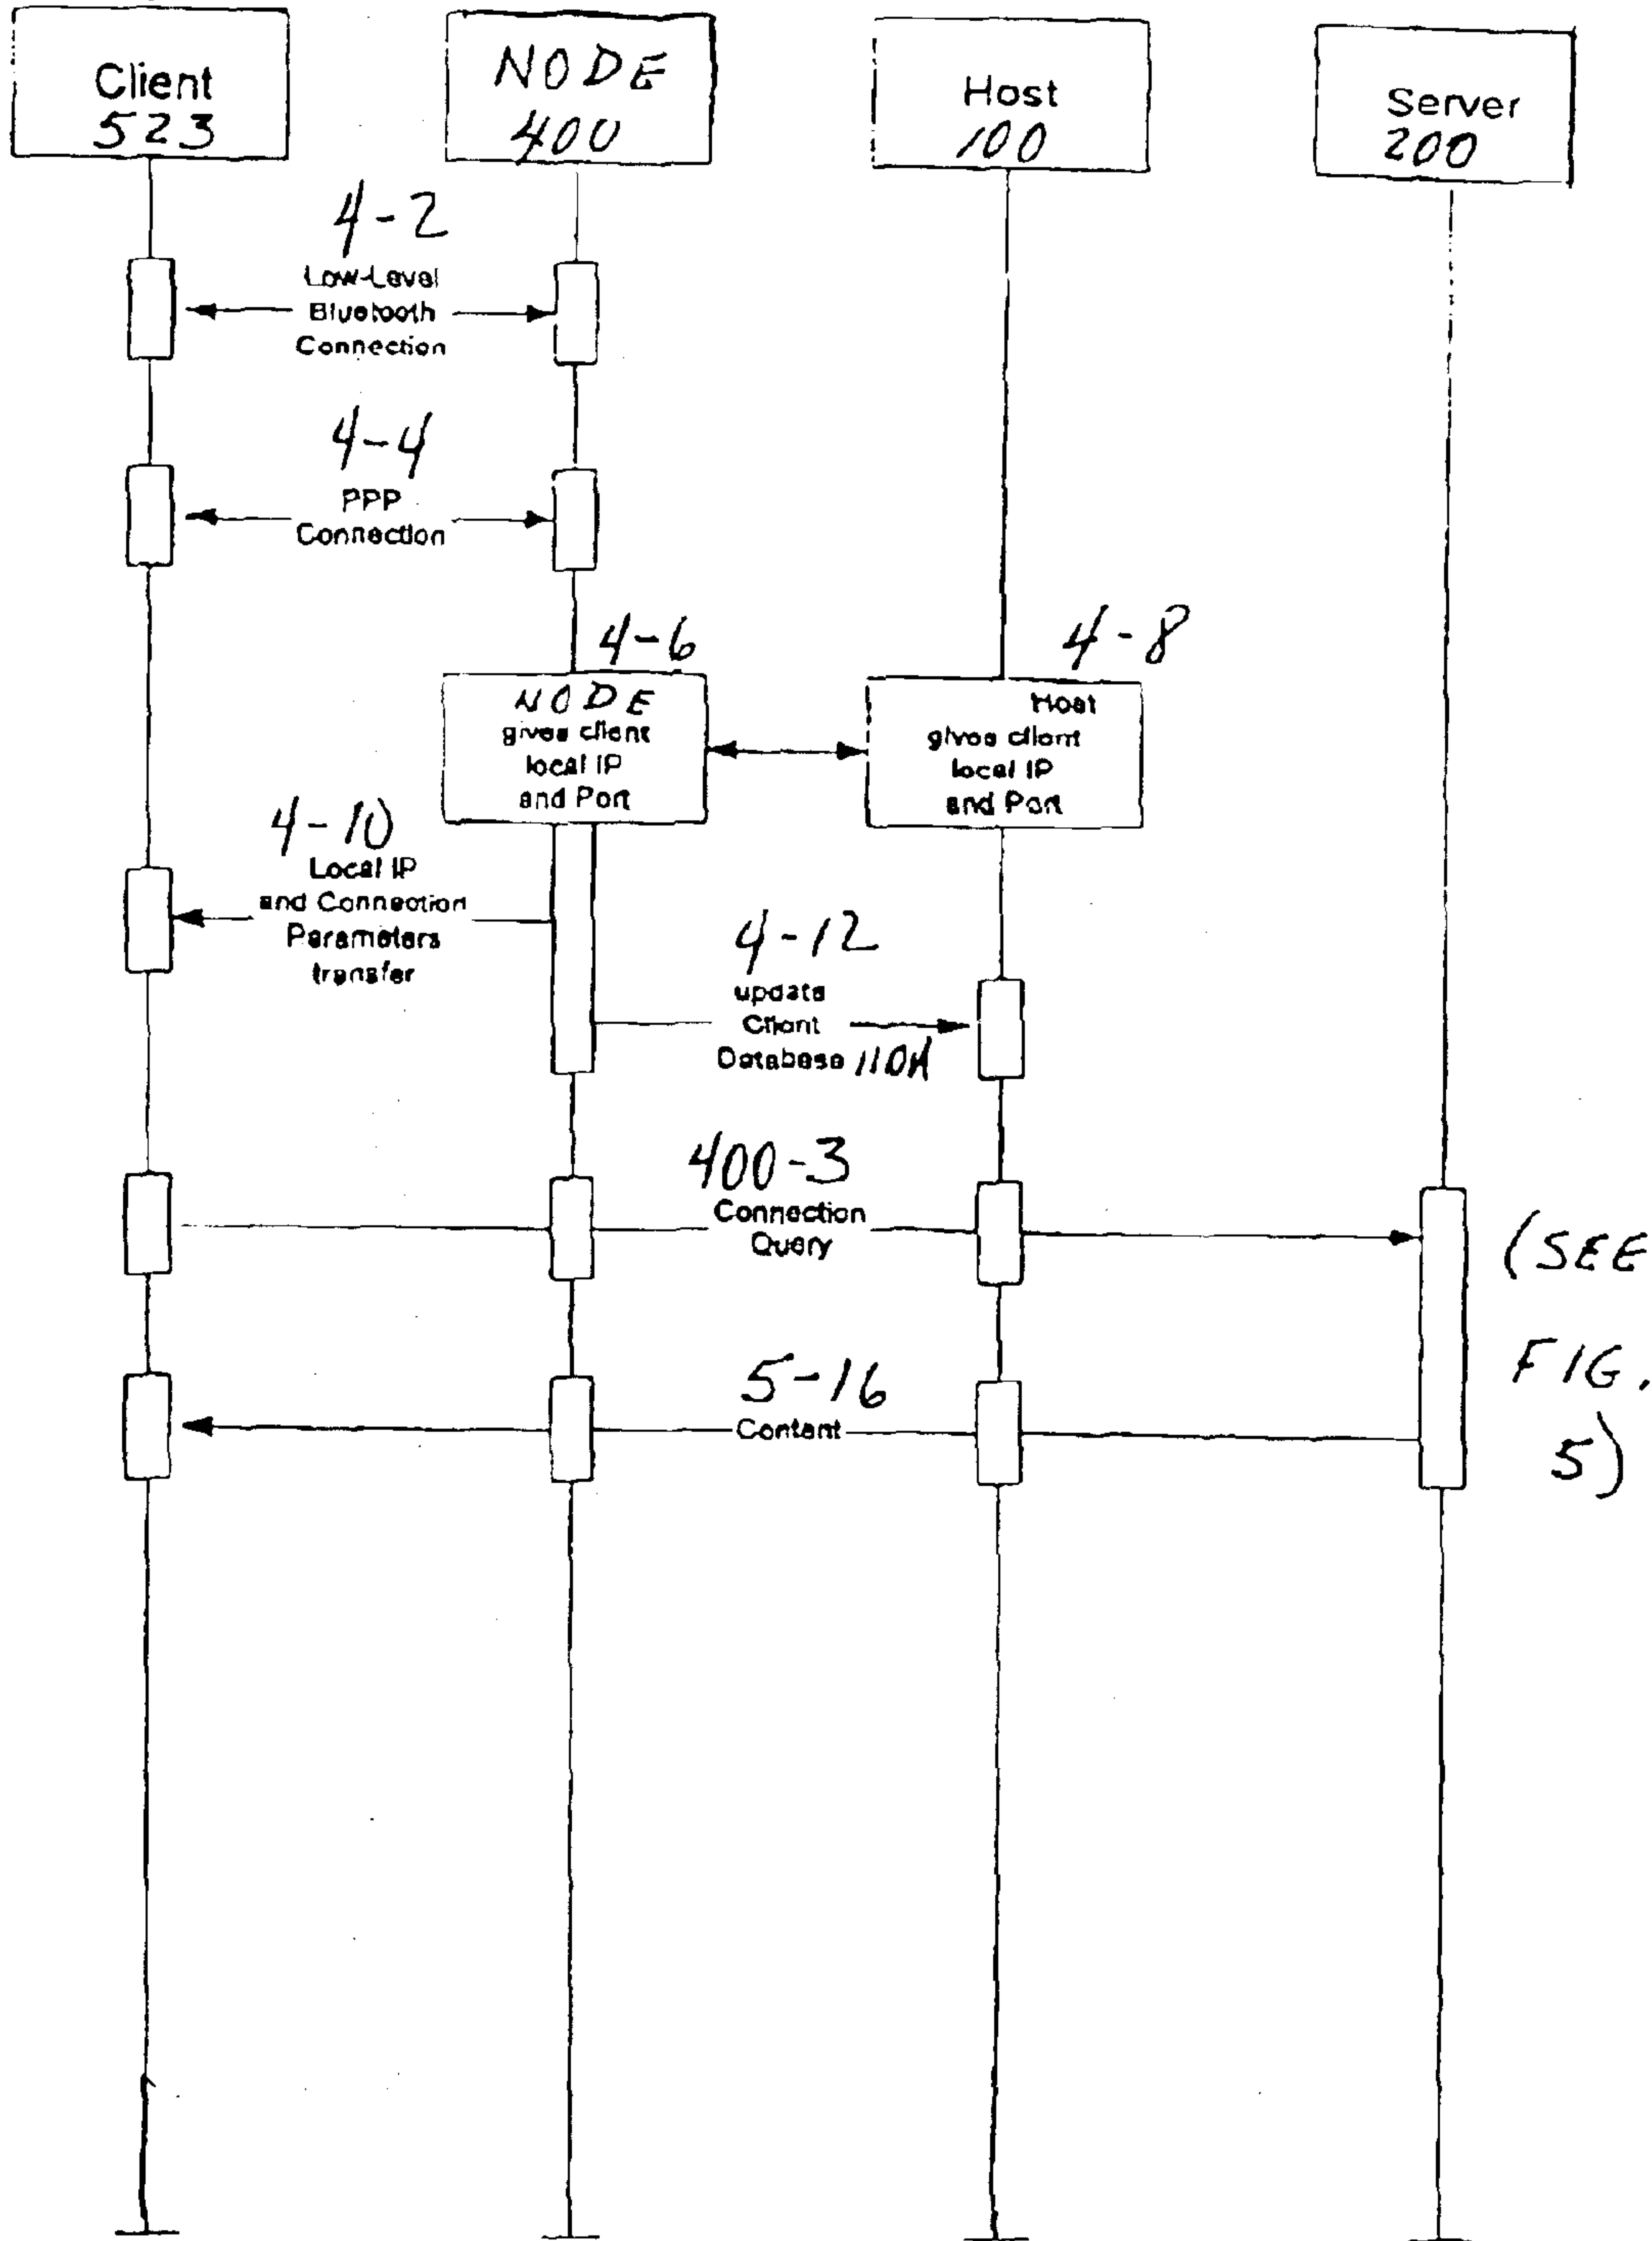 Client
523
NODE
400
Host
100
Server
200
4-2
Low-Level
Bluetooth
Connection
4-4
PPP
Connection
4-6
NODE
gives client
local IP
and Port
4-8
Host
gives client
local IP
and Port
4-10
Local IP
and Connection
Parameters
transfer
4-12
update
Client
Database 110A
400-3
Connection
Query
(SEE
FIG.
5)
5-16
Content